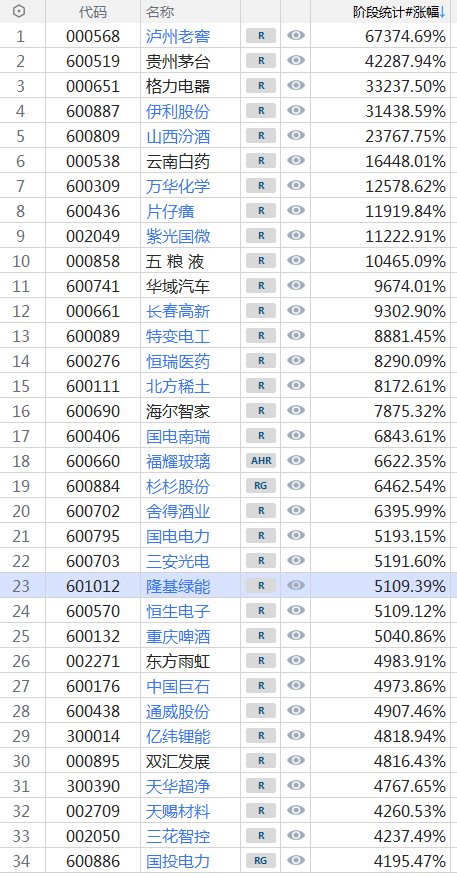 代码 名称 阶段统计#涨幅↓
1 000568 泸州老窖 R 67374.69%
2 600519 贵州茅台 R 42287.94%
3 000651 格力电器 R 33237.50%
4 600887 伊利股份 R 31438.59%
5 600809 山西汾酒 R 23767.75%
6 000538 云南白药 R 16448.01%
7 600309 万华化学 R 12578.62%
8 600436 片仔癀 R 11919.84%
9 002049 紫光国微 R 11222.91%
10 000858 五 粮 液 R 10465.09%
11 600741 华域汽车 R 9674.01%
12 000661 长春高新 R 9302.90%
13 600089 特变电工 R 8881.45%
14 600276 恒瑞医药 R 8290.09%
15 600111 北方稀土 R 8172.61%
16 600690 海尔智家 R 7875.32%
17 600406 国电南瑞 R 6843.61%
18 600660 福耀玻璃 AHR 6622.35%
19 600884 杉杉股份 RG 6462.54%
20 600702 舍得酒业 R 6395.99%
21 600795 国电电力 R 5193.15%
22 600703 三安光电 R 5191.60%
23 601012 隆基绿能 R 5109.39%
24 600570 恒生电子 R 5109.12%
25 600132 重庆啤酒 R 5040.86%
26 002271 东方雨虹 R 4983.91%
27 600176 中国巨石 R 4973.86%
28 600438 通威股份 R 4907.46%
29 300014 亿纬锂能 R 4818.94%
30 000895 双汇发展 R 4816.43%
31 300390 天华超净 R 4767.65%
32 002709 天赐材料 R 4260.53%
33 002050 三花智控 R 4237.49%
34 600886 国投电力 RG 4195.47%